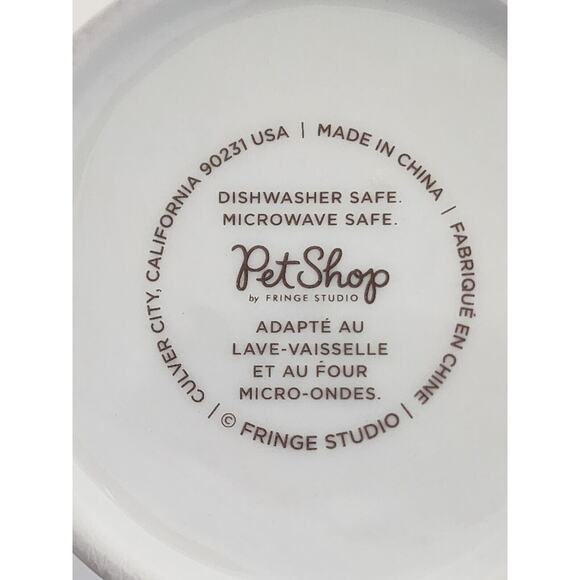 CULVER CITY, CALIFORNIA 90231 USA | MADE IN CHINA | FABRIQUÉ EN CHINE | © FRINGE STUDIO |
DISHWASHER SAFE.
MICROWAVE SAFE.
PetShop
by FRINGE STUDIO
ADAPTÉ AU
LAVE-VAISSELLE
ET AU FOUR
MICRO-ONDES.